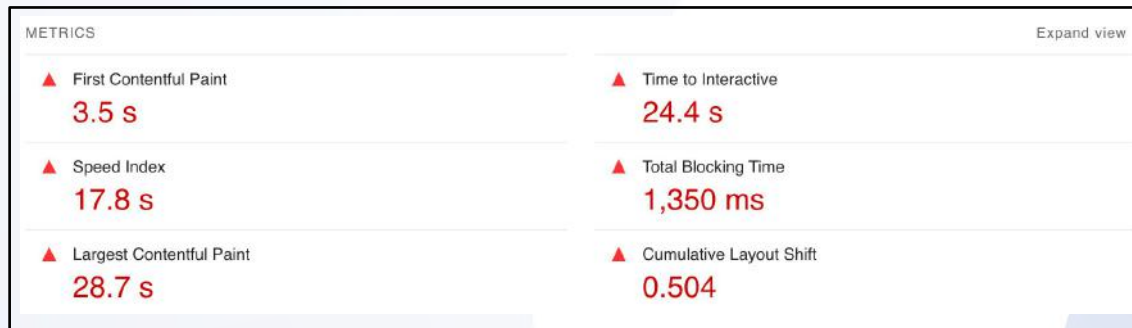 METRICS
Expand view
First Contentful Paint
3.5 s
Time to Interactive
24.4 s
Speed Index
17.8 s
Total Blocking Time
1,350 ms
Largest Contentful Paint
28.7 s
Cumulative Layout Shift
0.504